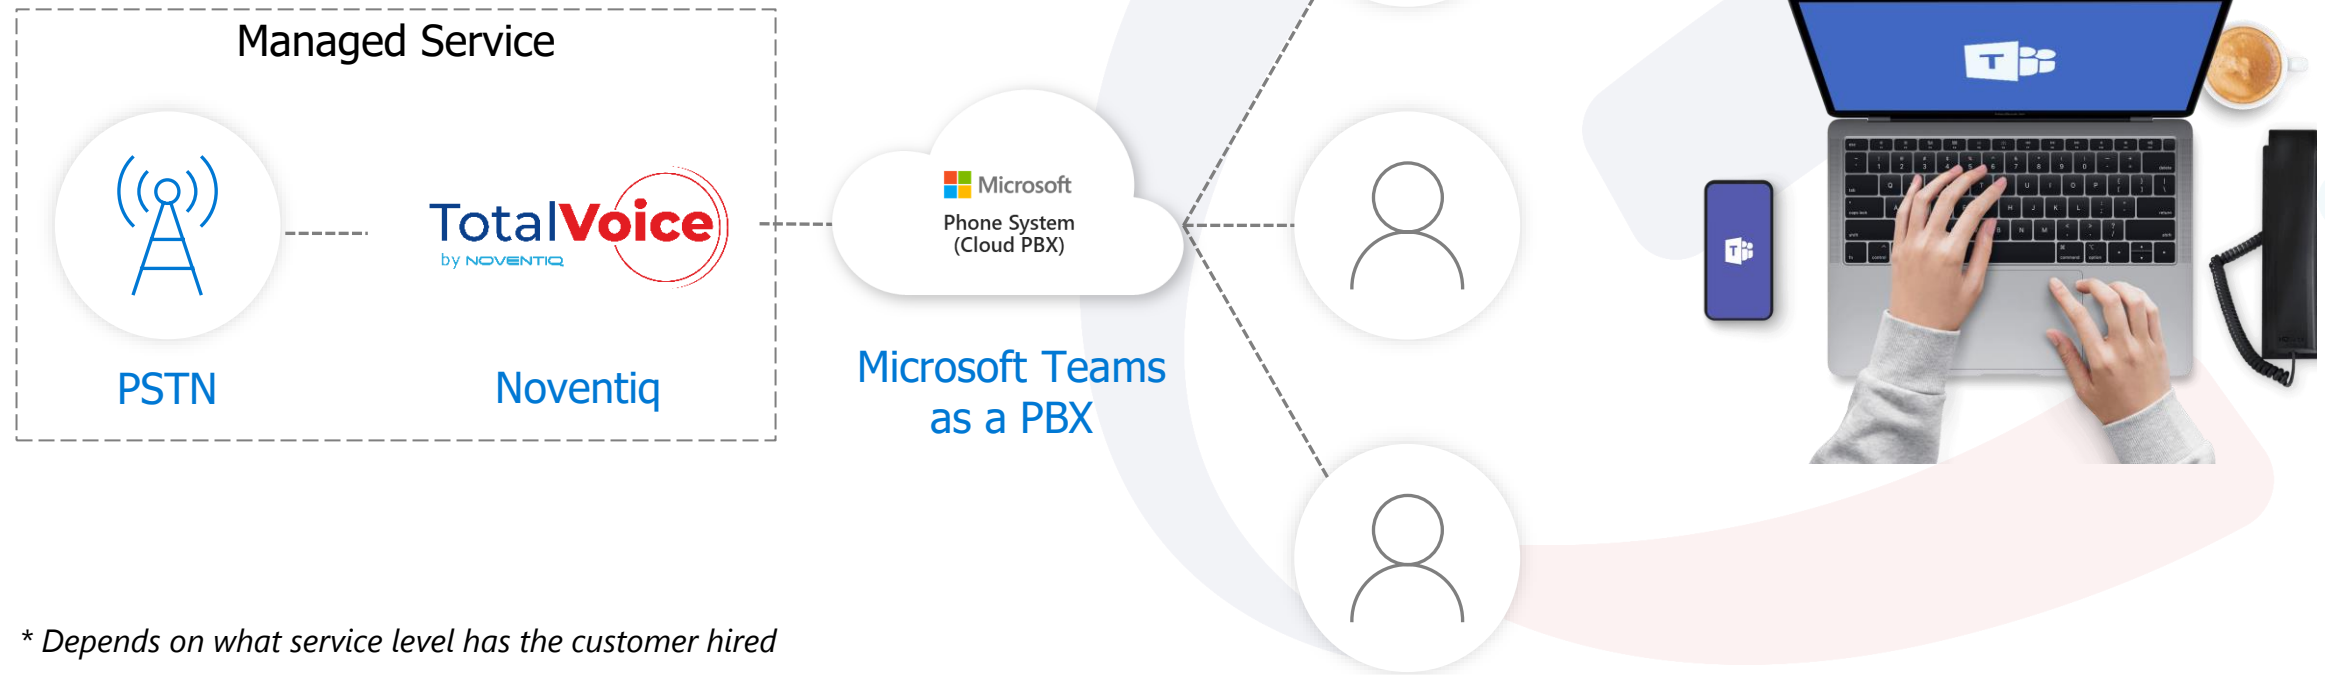 Managed Service
TotalVoice
by NOVENTIQ
Microsoft
Phone System
(Cloud PBX)
PSTN
Noventiq
Microsoft Teams
as a PBX
T
T
* Depends on what service level has the customer hired